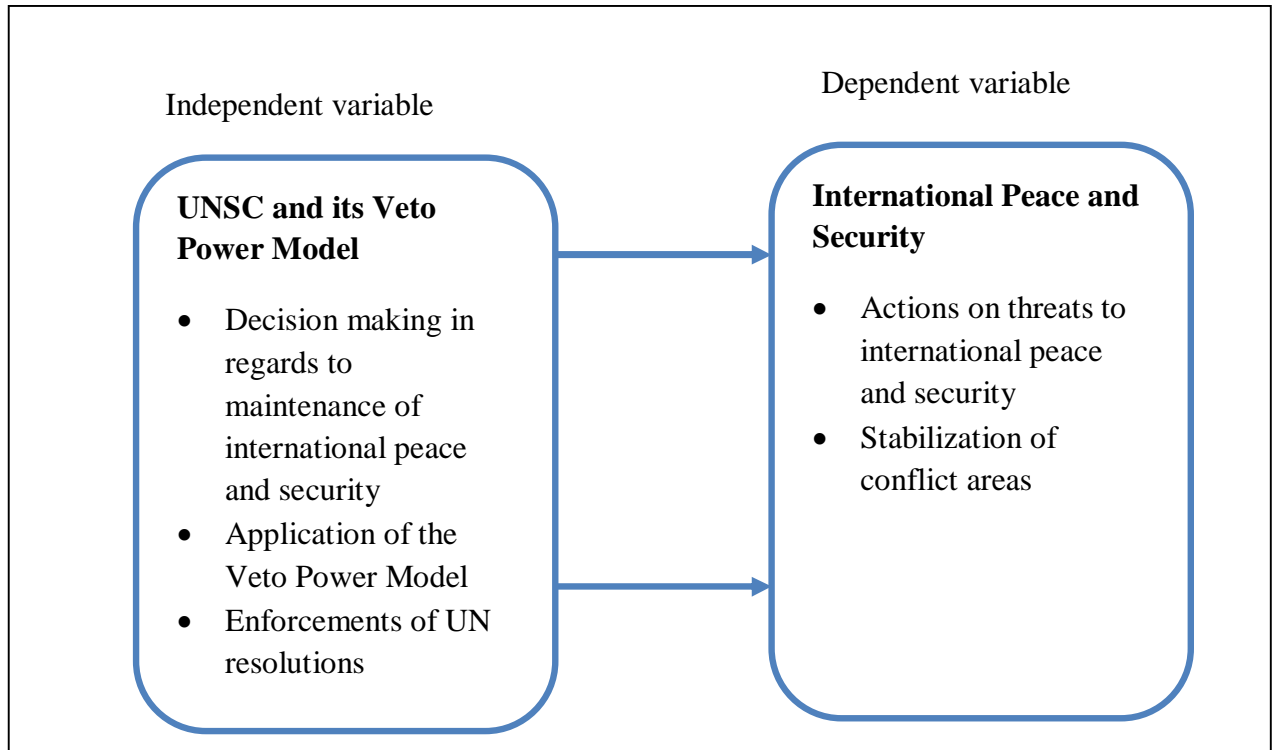 Independent variable
UNSC and its Veto
Power Model
• Decision making in
regards to
maintenance of
international peace
and security
• Application of the
Veto Power Model
• Enforcements of UN
resolutions
Dependent variable
International Peace and
Security
• Actions on threats to
international peace
and security
• Stabilization of
conflict areas